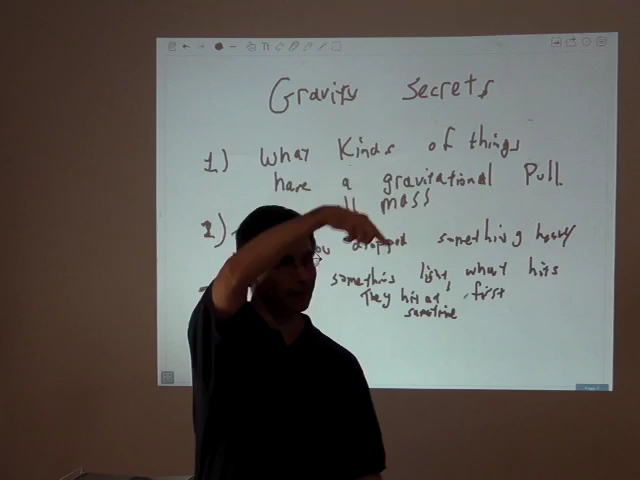 Gravity Secrets
1) What Kinds of things
have a gravitational Pull
mass
2)
dropped something heavy
something light, what hits
They hit at first
sametime